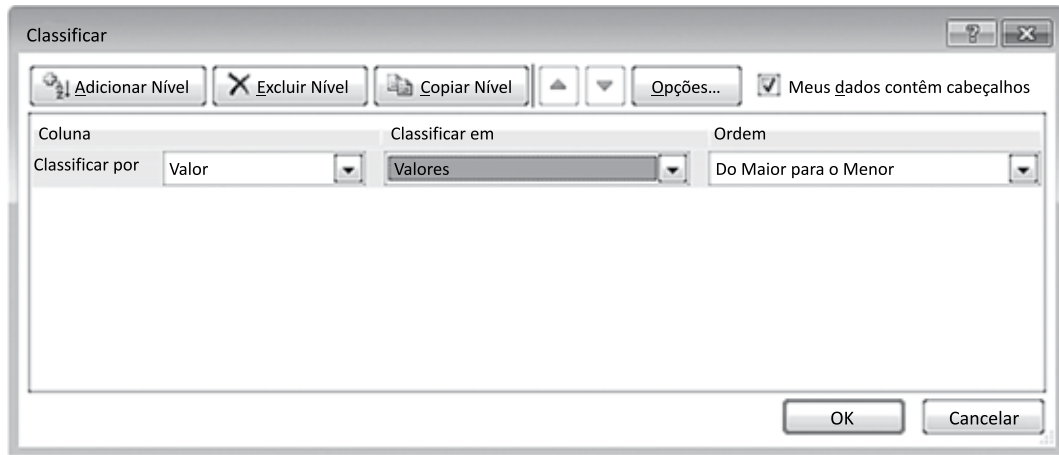 Classificar
Adicionar Nível Excluir Nível Copiar Nível Opções... Meus dados contêm cabeçalhos
Coluna Classificar em Ordem
Classificar por Valor Valores Do Maior para o Menor
OK Cancelar